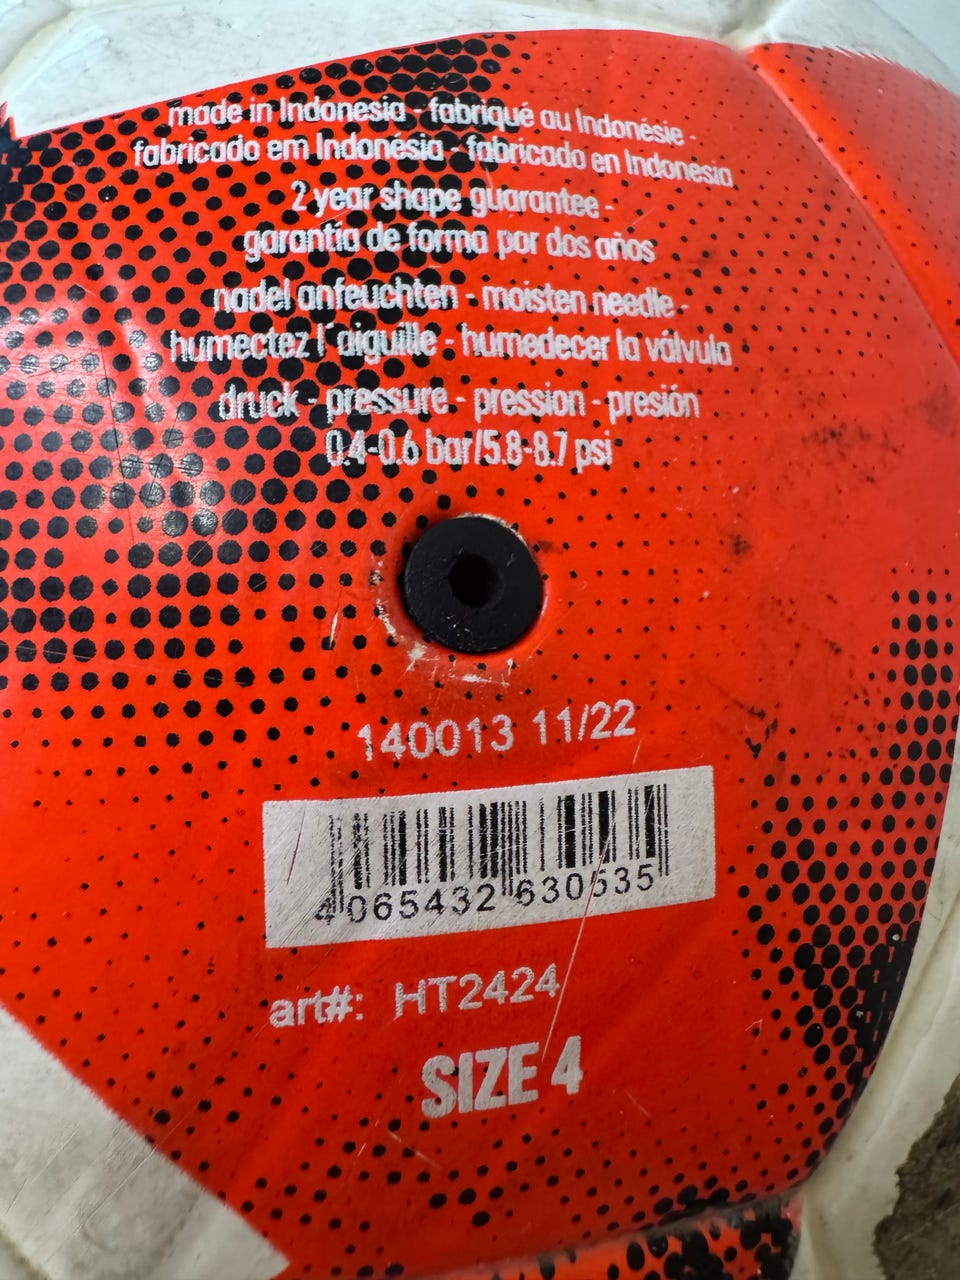 made in Indonesia - fabriqué au Indonésie -
fabricado em Indonésia - fabricado en Indonesia
2 year shape guarantee -
garantía de forma por dos años
nadel anfeuchten - moisten needle -
humectez l´aiguille - humedecer la válvula
druck - pressure - pression - presión
0.4-0.6 bar/5.8-8.7 psi
140013 11/22
4 065432 630535
art#: HT2424
SIZE 4